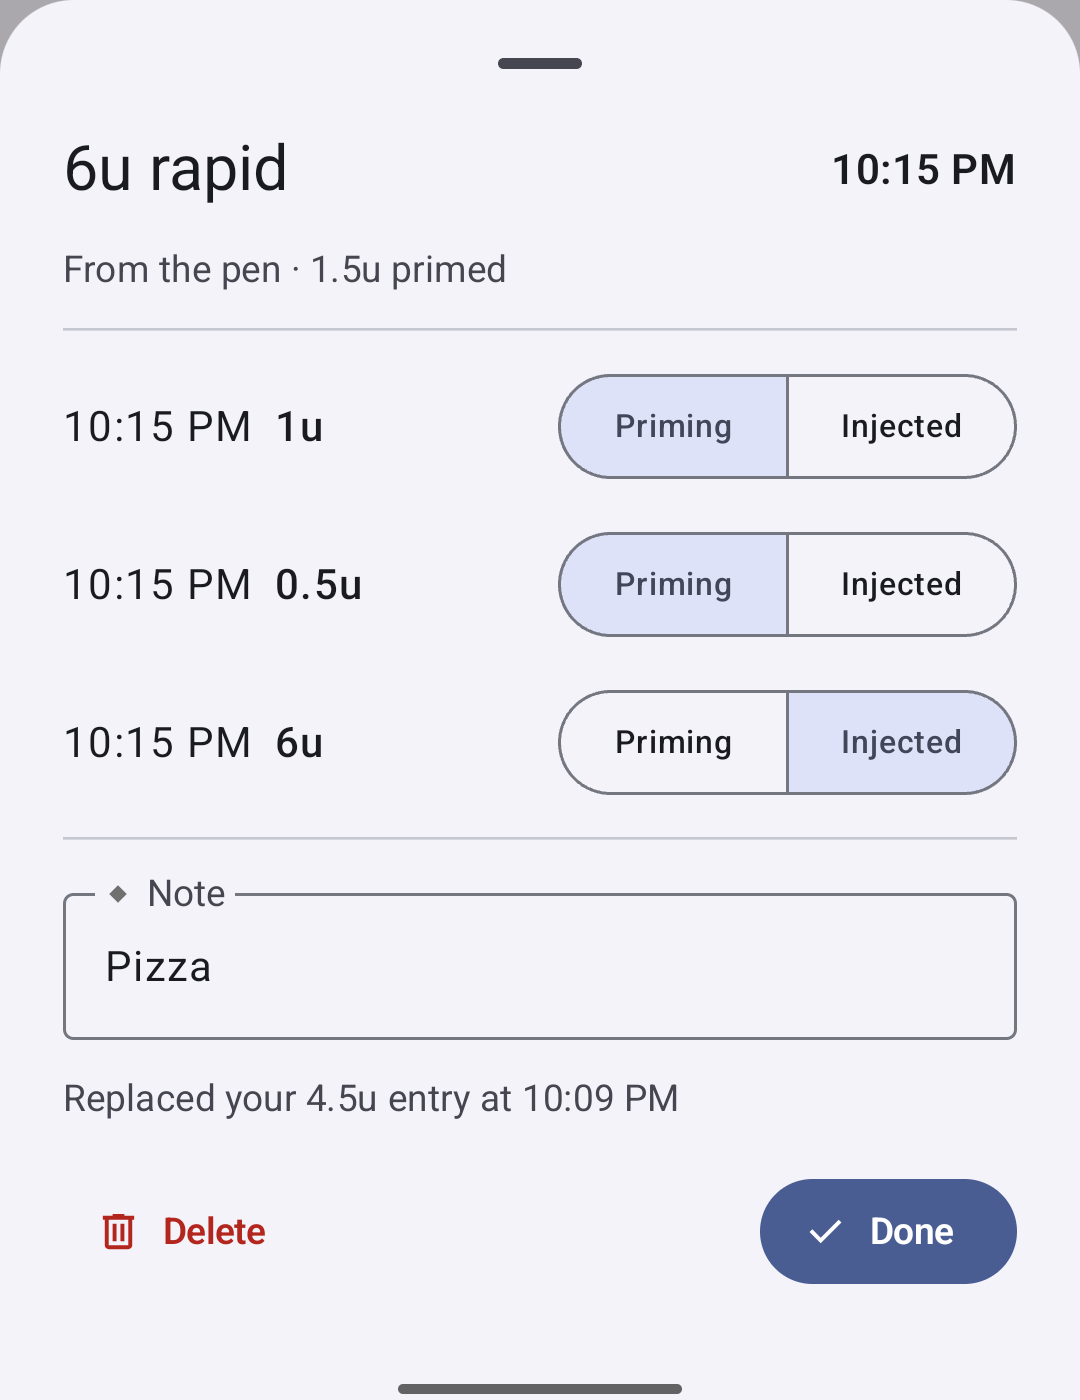 6u rapid 10:15 PM
From the pen · 1.5u primed
10:15 PM 1u Priming Injected
10:15 PM 0.5u Priming Injected
10:15 PM 6u Priming Injected
Note
Pizza
Replaced your 4.5u entry at 10:09 PM
Delete Done